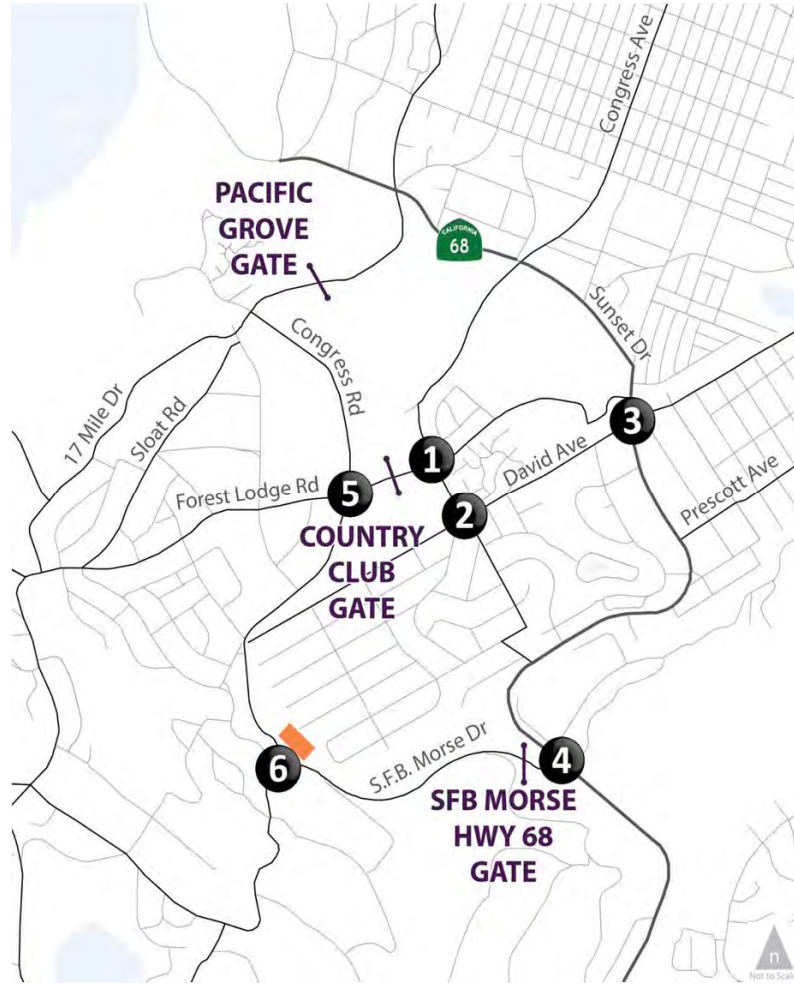 Congress Ave
PACIFIC
GROVE
GATE
CALIFORNIA
68
Sunset Dr
Congress Rd
17 Mile Dr
Sloat Rd
3
1
David Ave
Prescott Ave
Forest Lodge Rd
5
2
COUNTRY
CLUB
GATE
S.F.B. Morse Dr
4
6
SFB MORSE
HWY 68
GATE
n
Not to Scale